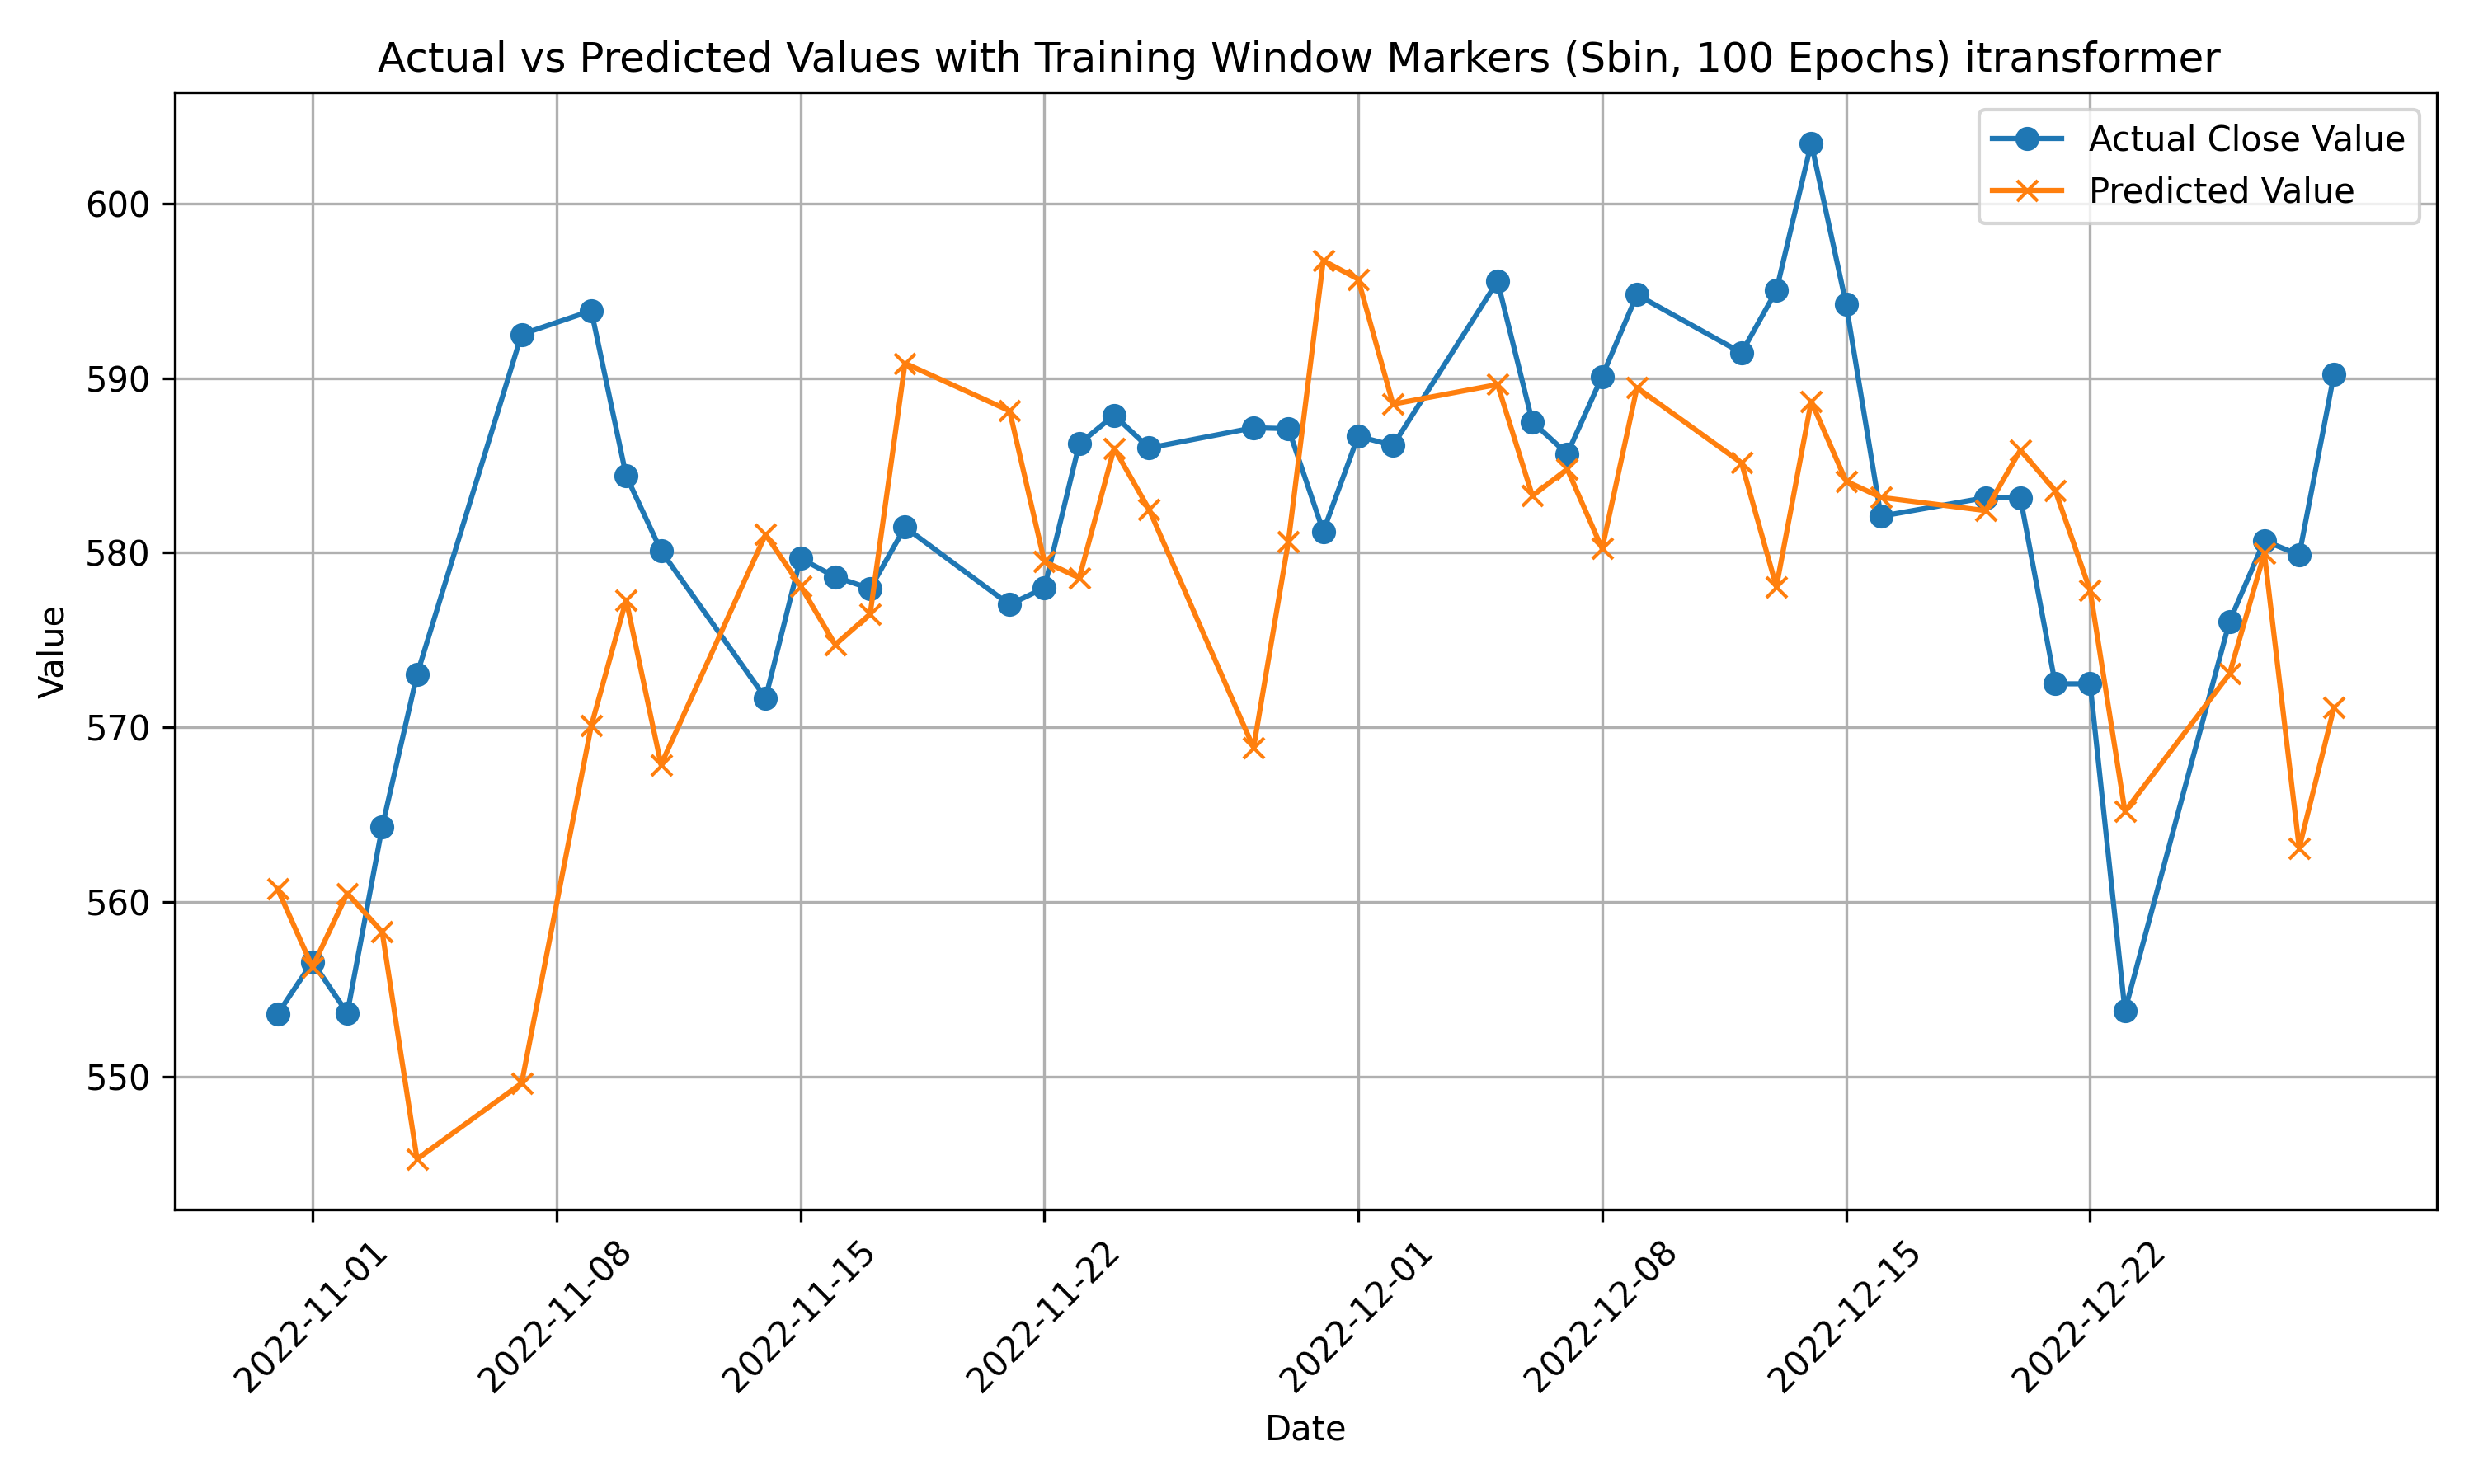 Actual vs Predicted Values with Training Window Markers (Sbin, 100 Epochs) itransformer
Actual Close Value
Predicted Value
Value
600
590
580
570
560
550
2022-11-01
2022-11-08
2022-11-15
2022-11-22
2022-12-01
2022-12-08
2022-12-15
2022-12-22
Date